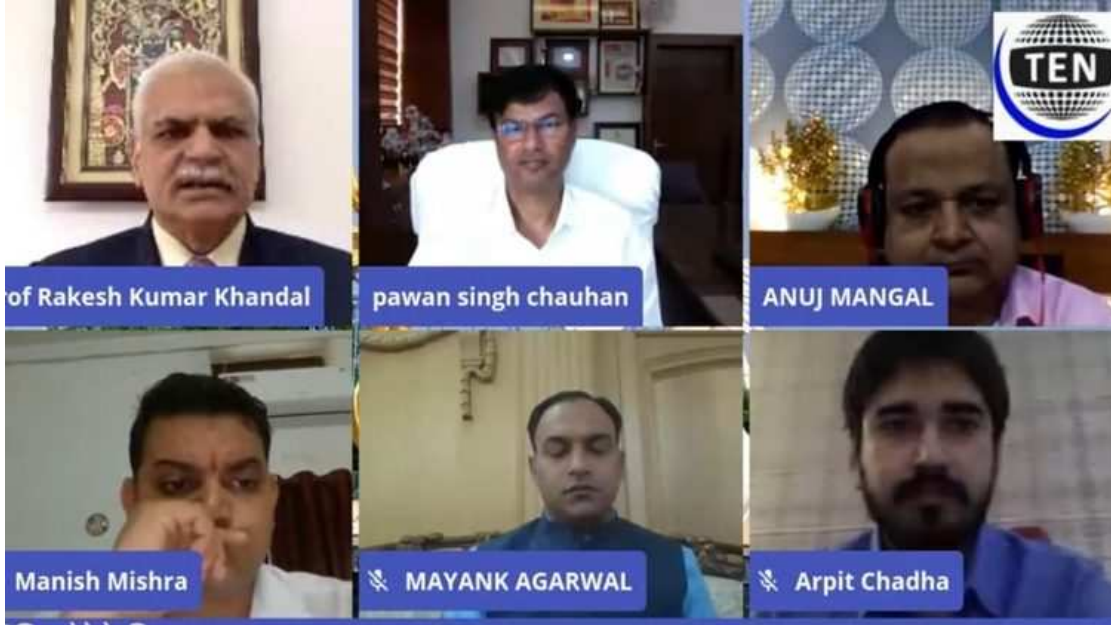 TEN
rof Rakesh Kumar Khandal
pawan singh chauhan
ANUJ MANGAL
Manish Mishra
MAYANK AGARWAL
Arpit Chadha